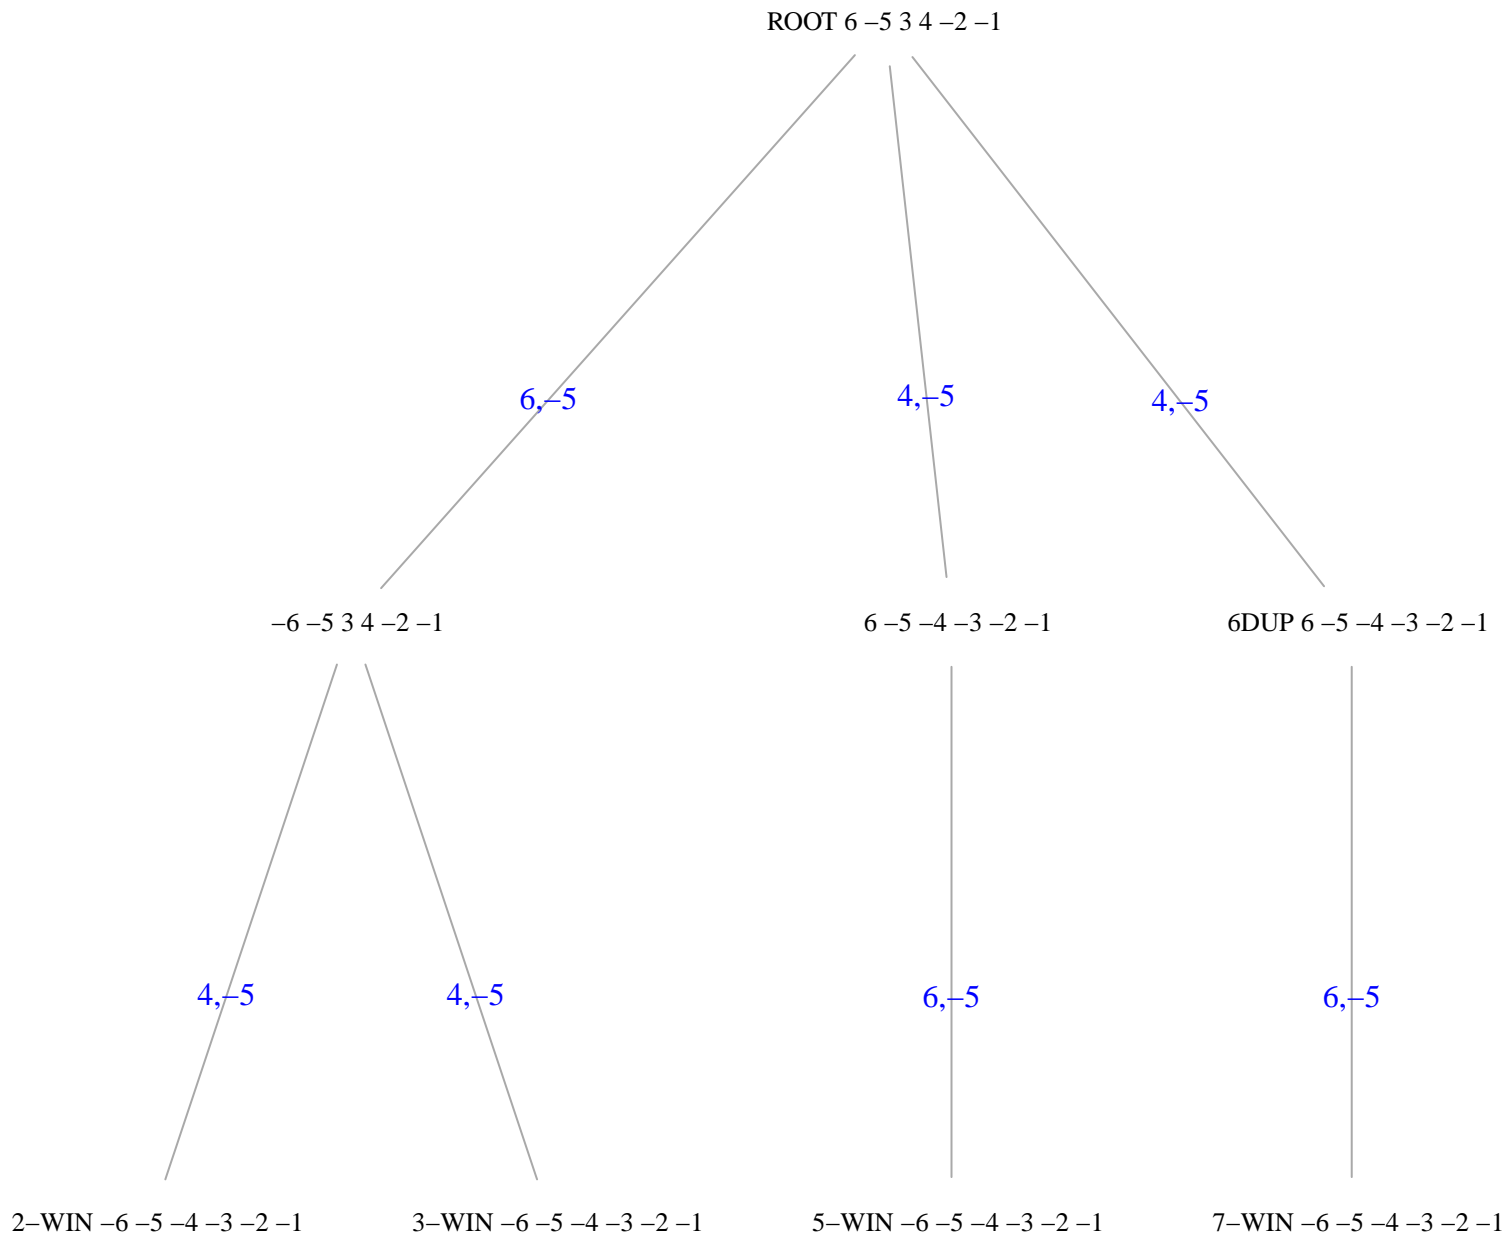 ROOT 6 –5 3 4 –2 –1
6,–5
4,–5
4,–5
–6 –5 3 4 –2 –1
6 –5 –4 –3 –2 –1
6DUP 6 –5 –4 –3 –2 –1
4,–5
4,–5
6,–5
6,–5
2–WIN –6 –5 –4 –3 –2 –1
3–WIN –6 –5 –4 –3 –2 –1
5–WIN –6 –5 –4 –3 –2 –1
7–WIN –6 –5 –4 –3 –2 –1